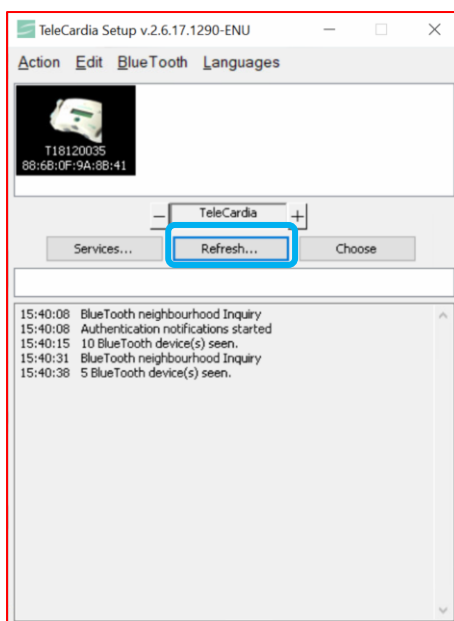 TeleCardia Setup v.2.6.17.1290-ENU
Action Edit BlueTooth Languages
T18120035
88:6B:0F:9A:8B:41
TeleCardia
Services... Refresh... Choose
15:40:08 BlueTooth neighbourhood Inquiry
15:40:08 Authentication notifications started
15:40:15 10 BlueTooth device(s) seen.
15:40:31 BlueTooth neighbourhood Inquiry
15:40:38 5 BlueTooth device(s) seen.